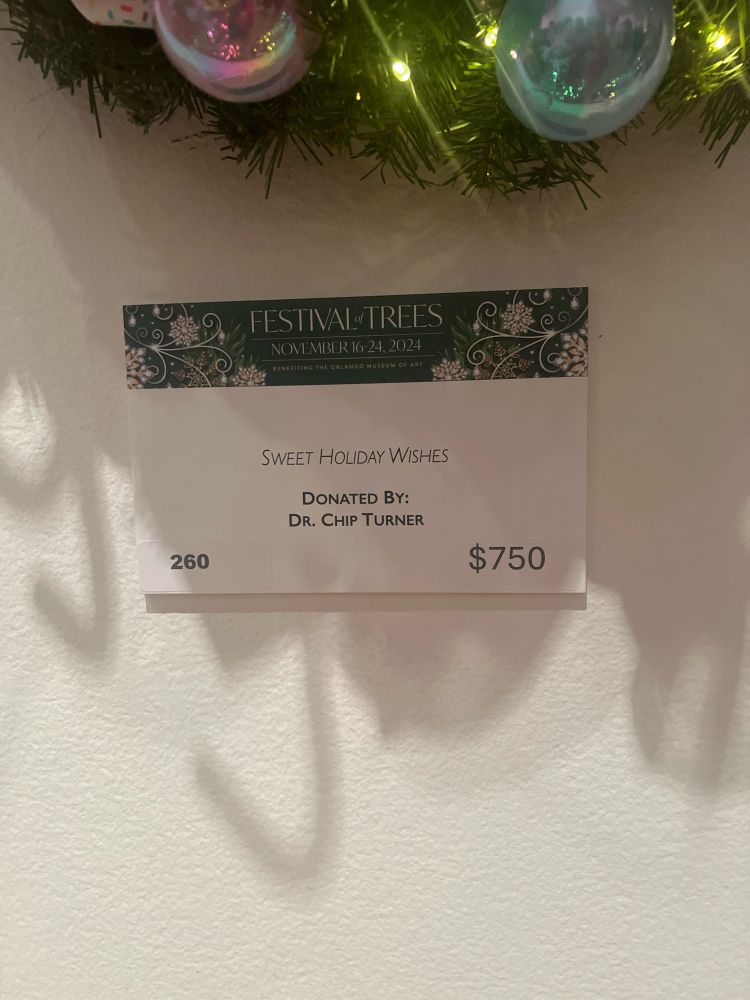 FESTIVAL of TREES
NOVEMBER 16-24, 2024
BENEFITING THE ORLANDO MUSEUM OF ART
SWEET HOLIDAY WISHES
DONATED BY:
DR. CHIP TURNER
260
$750